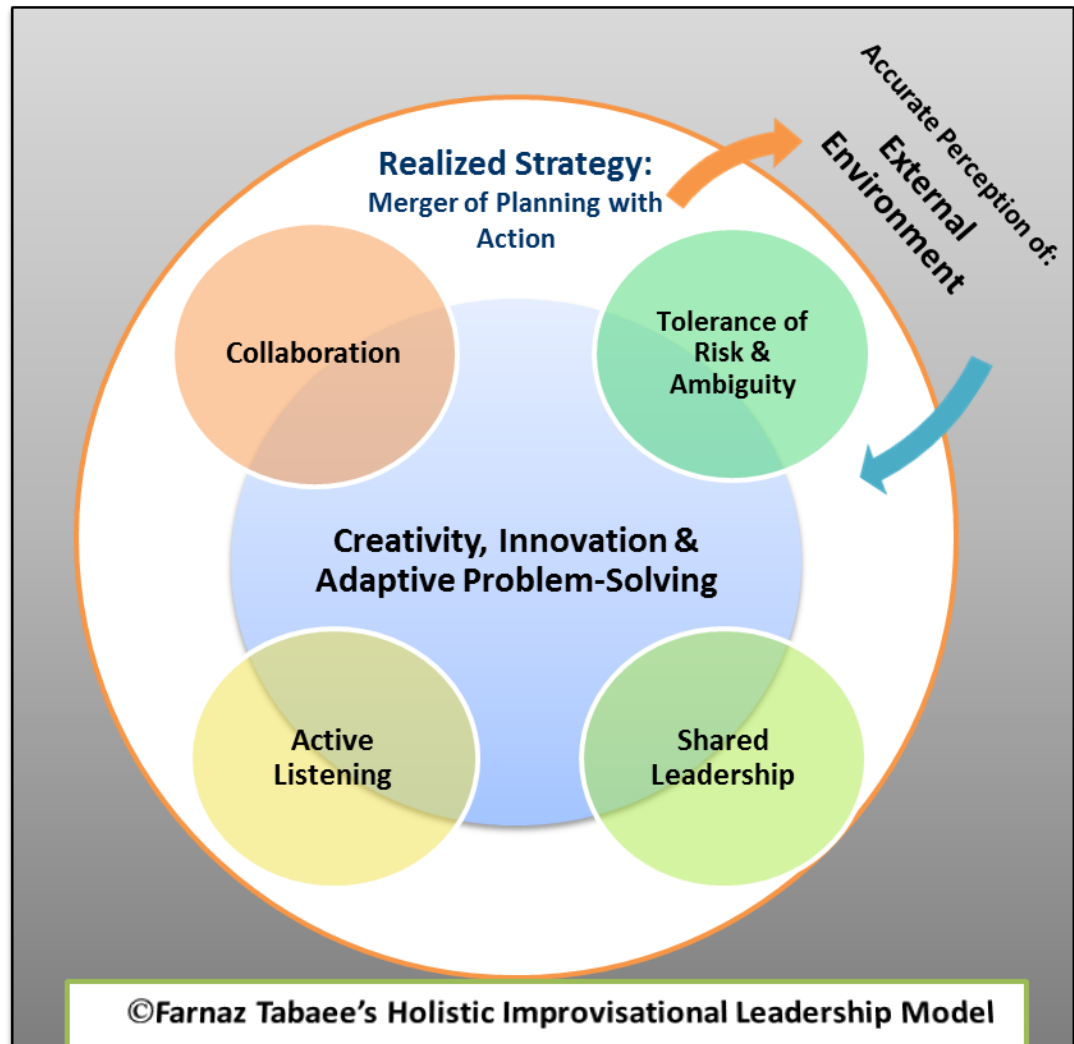 Accurate Perception of:
External
Environment
Realized Strategy:
Merger of Planning with
Action
Collaboration
Tolerance of
Risk &
Ambiguity
Creativity, Innovation &
Adaptive Problem-Solving
Active
Listening
Shared
Leadership
©Farnaz Tabaee's Holistic Improvisational Leadership Model